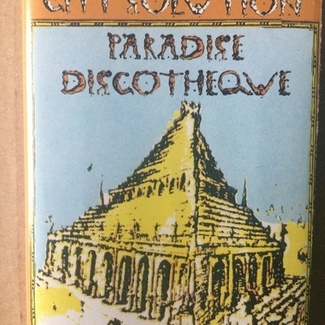 CITY SOLUTION
PARADISE
DISCOTHEQUE